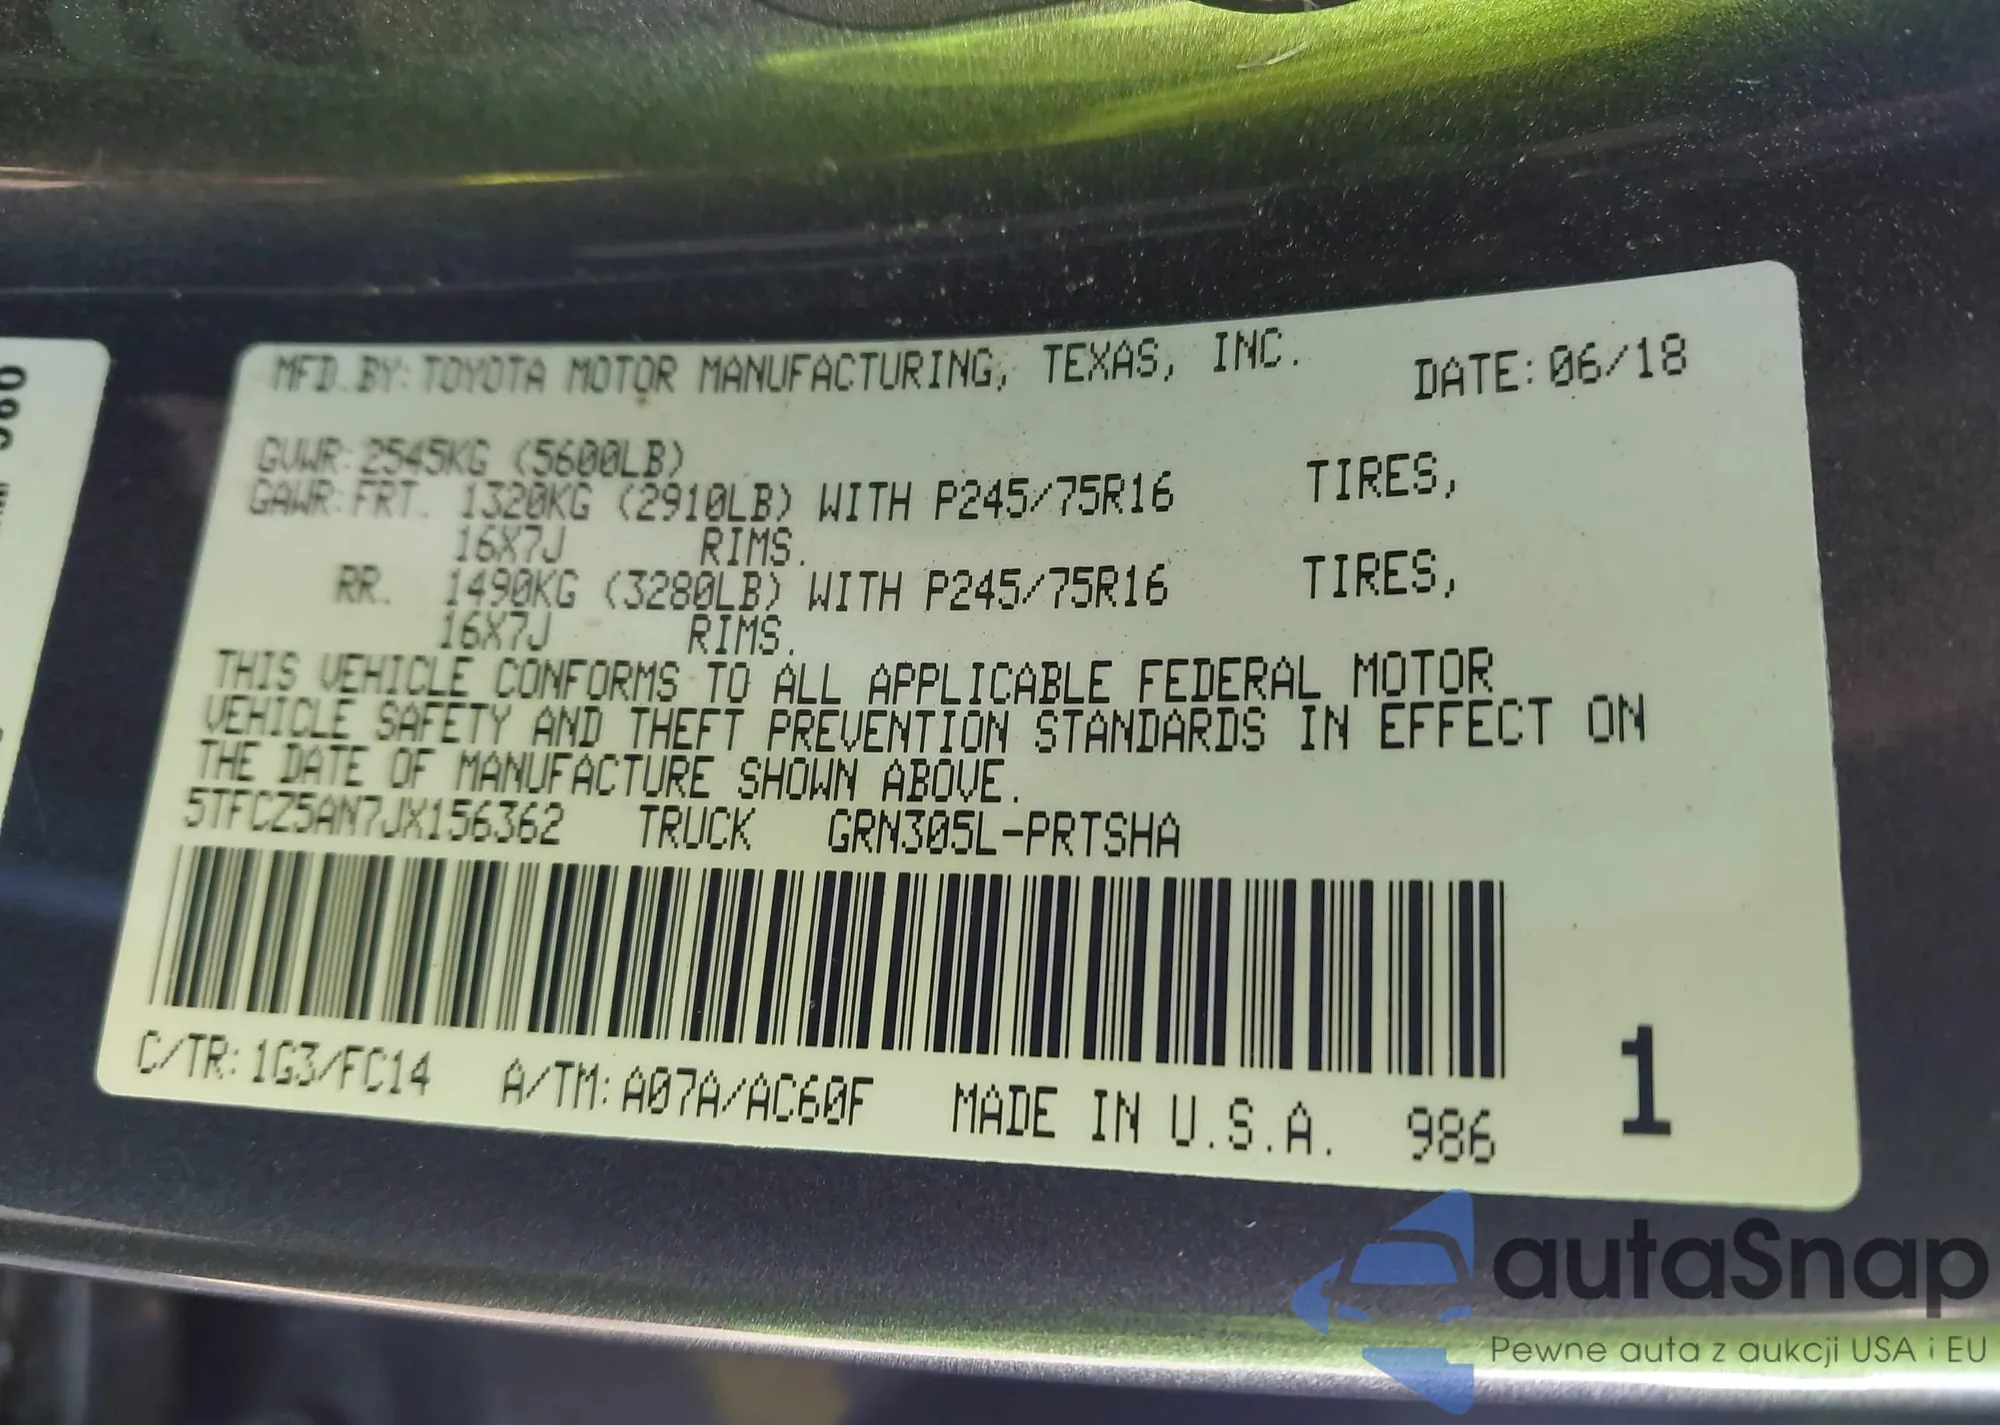 MFD. BY: TOYOTA MOTOR MANUFACTURING, TEXAS, INC. DATE: 06/18
GVWR: 2545KG (5600LB)
GAWR: FRT. 1320KG (2910LB) WITH P245/75R16 TIRES,
16X7J RIMS.
RR. 1490KG (3280LB) WITH P245/75R16 TIRES,
16X7J RIMS.
THIS VEHICLE CONFORMS TO ALL APPLICABLE FEDERAL MOTOR
VEHICLE SAFETY AND THEFT PREVENTION STANDARDS IN EFFECT ON
THE DATE OF MANUFACTURE SHOWN ABOVE.
5TFCZ5AN7JX156362 TRUCK GRN305L-PRTSHA
C/TR: 1G3/FC14 A/TM: A07A/AC60F MADE IN U.S.A. 986 1
autaSnap
Pewne auta z aukcji USA i EU